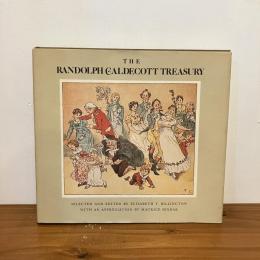 THE
RANDOLPH CALDECOTT TREASURY
SELECTED AND EDITED BY ELIZABETH T. BILLINGTON
WITH AN APPRECIATION BY MAURICE SENDAK